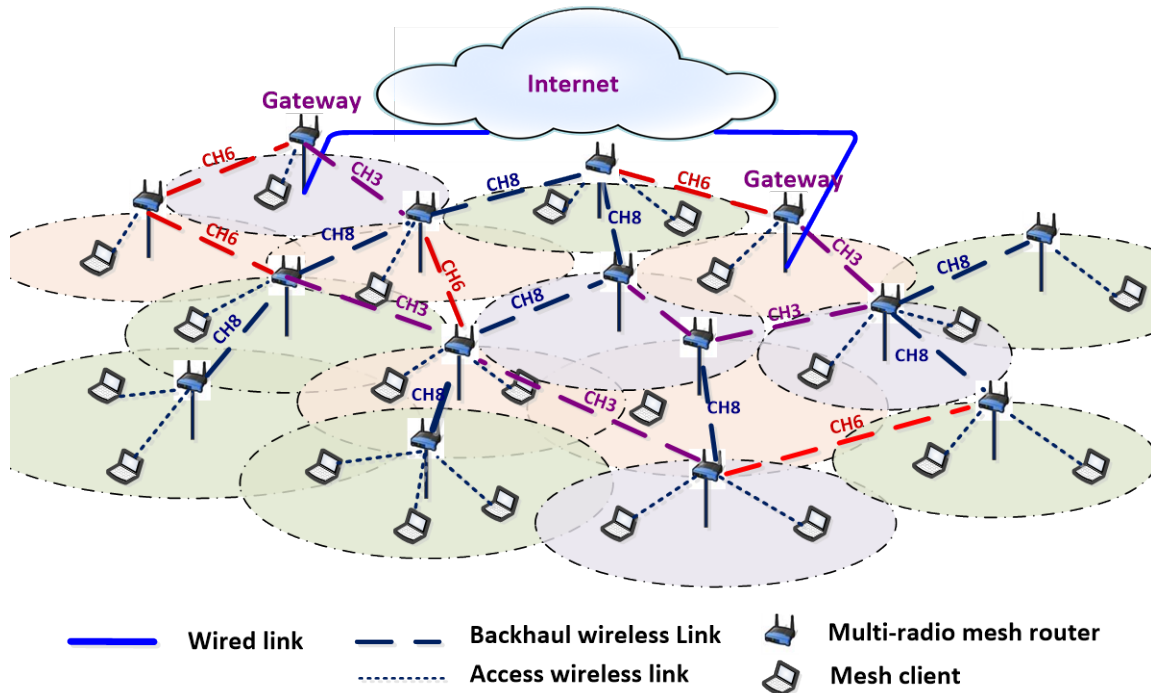 Internet
Gateway
CH6
CH3
CH8
CH6
Gateway
CH8
CH6
CH8
CH3
CH8
CH6
CH8
CH3
CH3
CH8
CH8
CH8
CH3
CH8
CH6
Wired link
Backhaul wireless Link
Multi-radio mesh router
Access wireless link
Mesh client